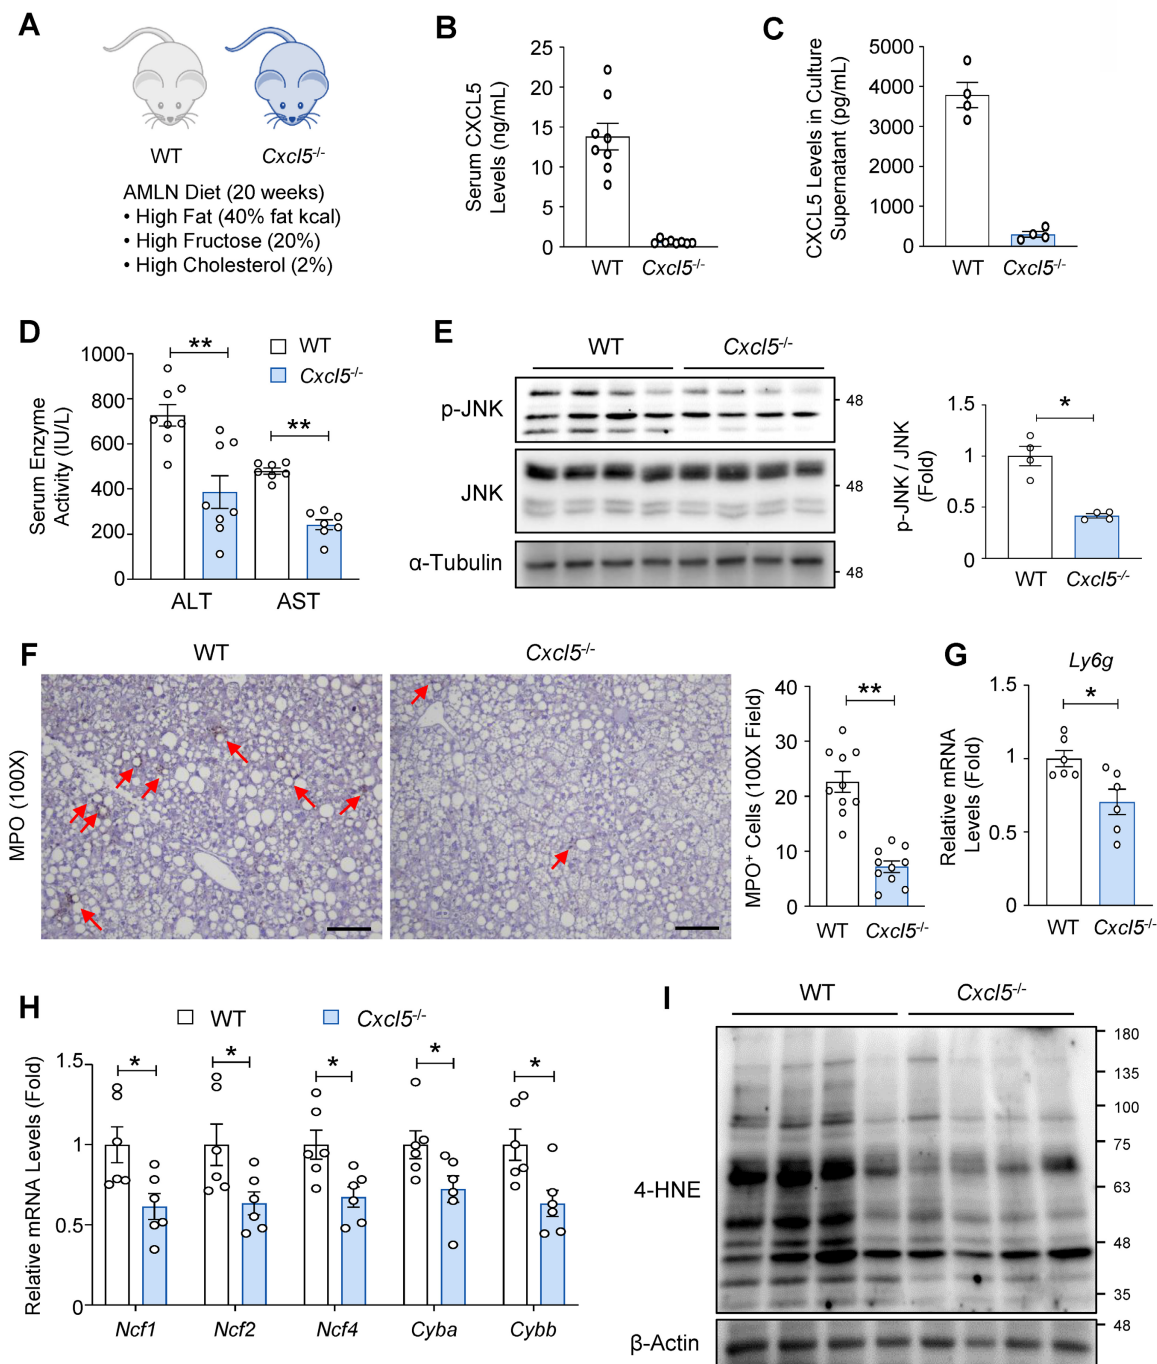 A
WT
Cxcl5-/-
AMLN Diet (20 weeks)
• High Fat (40% fat kcal)
• High Fructose (20%)
• High Cholesterol (2%)
B
Serum CXCL5
Levels (ng/mL)
25
20
15
10
5
0
WT
Cxcl5-/-
C
CXCL5 Levels in Culture
Supernatant (pg/mL)
5000
4000
3000
2000
1000
0
WT
Cxcl5-/-
D
Serum Enzyme
Activity (IU/L)
1000
800
600
400
200
0
**
**
WT
Cxcl5-/-
ALT
AST
E
WT
Cxcl5-/-
p-JNK
48
JNK
48
α-Tubulin
48
p-JNK / JNK
(Fold)
1.5
1
0.5
0
*
WT
Cxcl5-/-
F
WT
Cxcl5-/-
MPO (100X)
MPO+ Cells (100X Field)
40
30
20
10
0
**
WT
Cxcl5-/-
G
Ly6g
Relative mRNA
Levels (Fold)
1.5
1
0.5
0
*
WT
Cxcl5-/-
H
WT
Cxcl5-/-
Relative mRNA Levels (Fold)
1.5
1
0.5
0
*
*
*
*
*
Ncf1
Ncf2
Ncf4
Cyba
Cybb
I
WT
Cxcl5-/-
4-HNE
180
135
100
75
63
48
35
β-Actin
48